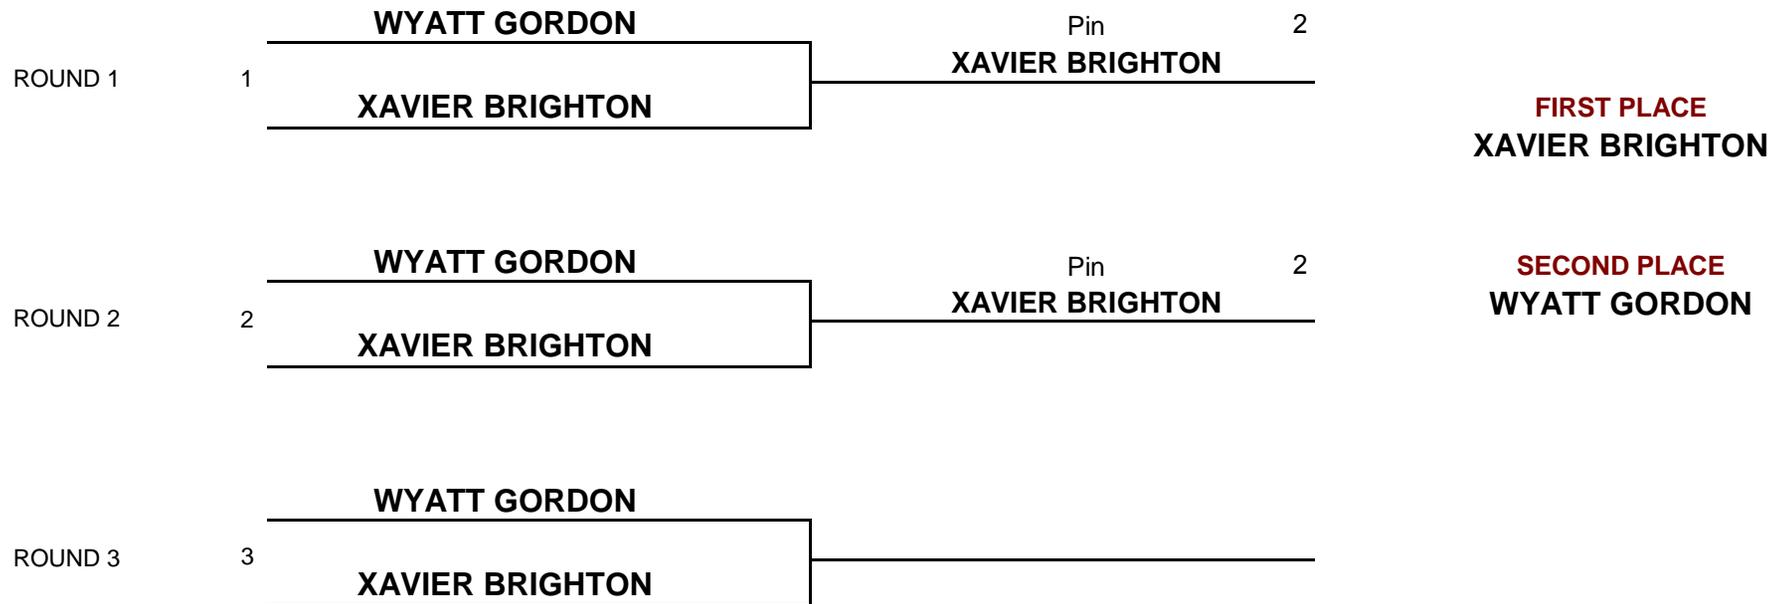 WYATT GORDON
Pin 2
XAVIER BRIGHTON
ROUND 1 1
XAVIER BRIGHTON
FIRST PLACE
XAVIER BRIGHTON
WYATT GORDON
Pin 2
SECOND PLACE
XAVIER BRIGHTON
WYATT GORDON
ROUND 2 2
XAVIER BRIGHTON
WYATT GORDON
ROUND 3 3
XAVIER BRIGHTON